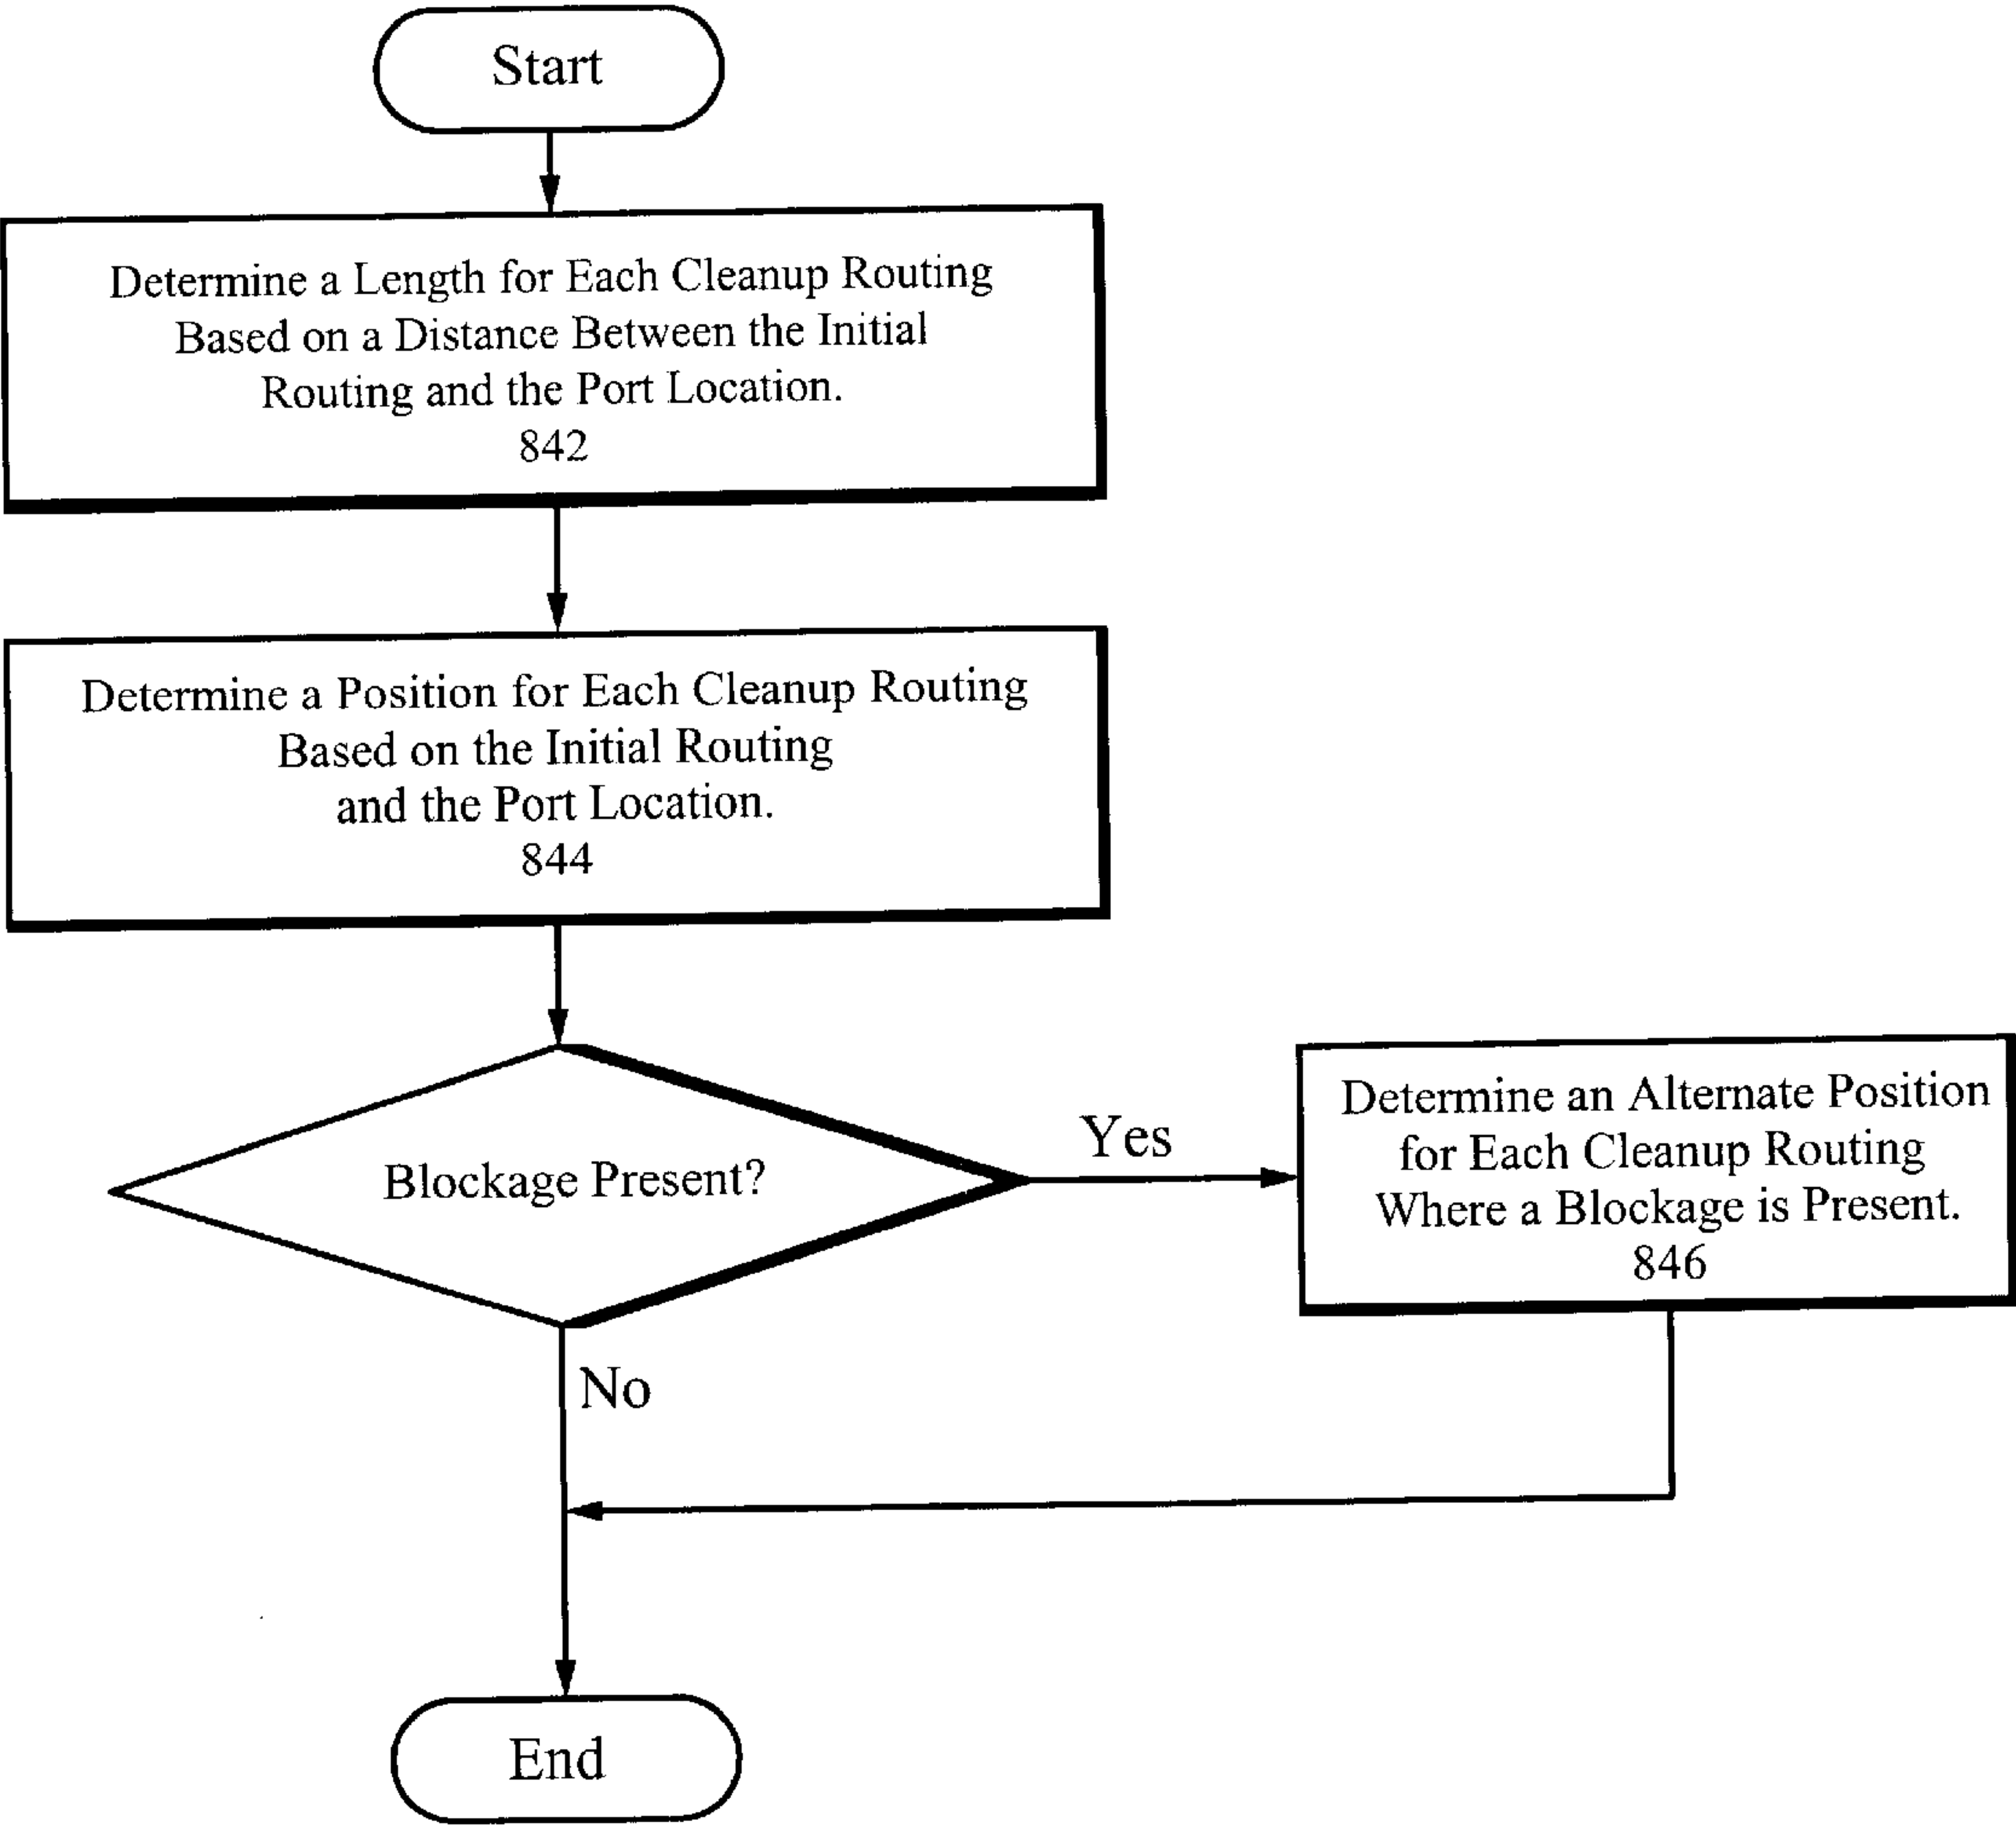 Start
Determine a Length for Each Cleanup Routing
Based on a Distance Between the Initial
Routing and the Port Location.
842
Determine a Position for Each Cleanup Routing
Based on the Initial Routing
and the Port Location.
844
Blockage Present?
Yes
Determine an Alternate Position
for Each Cleanup Routing
Where a Blockage is Present.
846
No
End